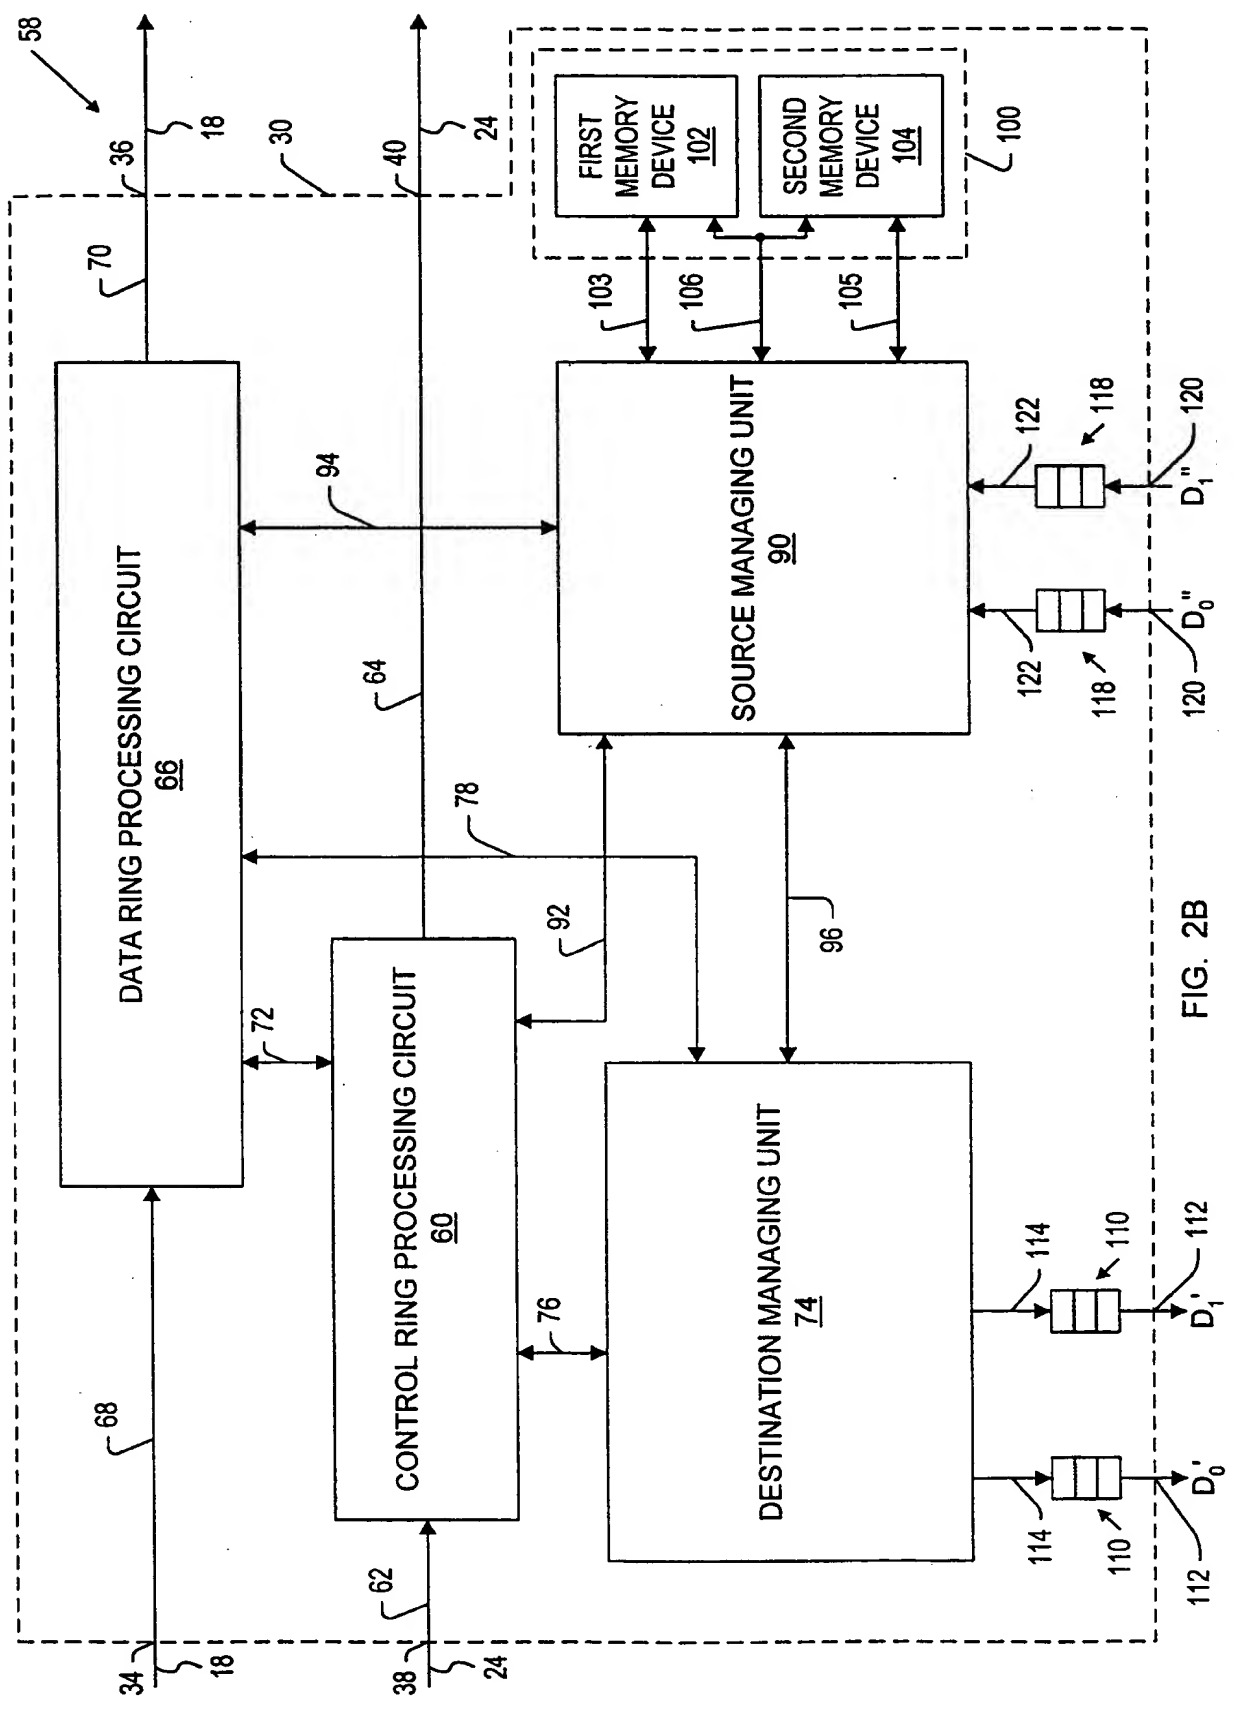 58
34
18
68
DATA RING PROCESSING CIRCUIT
66
70
36
18
30
72
94
38
24
62
CONTROL RING PROCESSING CIRCUIT
60
64
40
24
78
92
76
DESTINATION MANAGING UNIT
74
96
SOURCE MANAGING UNIT
90
103
106
105
FIRST
MEMORY
DEVICE
102
SECOND
MEMORY
DEVICE
104
100
114
114
110
110
112
112
D0'
D1'
122
122
118
118
120
120
D0"
D1"
FIG. 2B